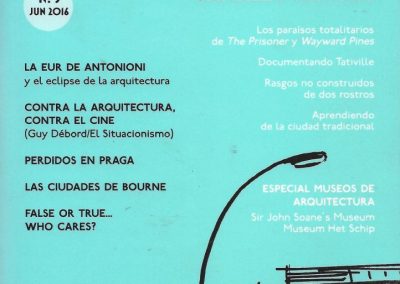 JUN 2016
LA EUR DE ANTONIONI
y el eclipse de la arquitectura
CONTRA LA ARQUITECTURA,
CONTRA EL CINE
(Guy Débord/El Situacionismo)
PERDIDOS EN PRAGA
LAS CIUDADES DE BOURNE
FALSE OR TRUE...
WHO CARES?
Los paraísos totalitarios
de The Prisoner y Wayward Pines
Documentando Tativille
Rasgos no construidos
de dos rostros
Aprendiendo
de la ciudad tradicional
ESPECIAL MUSEOS DE
ARQUITECTURA
Sir John Soane's Museum
Museum Het Schip